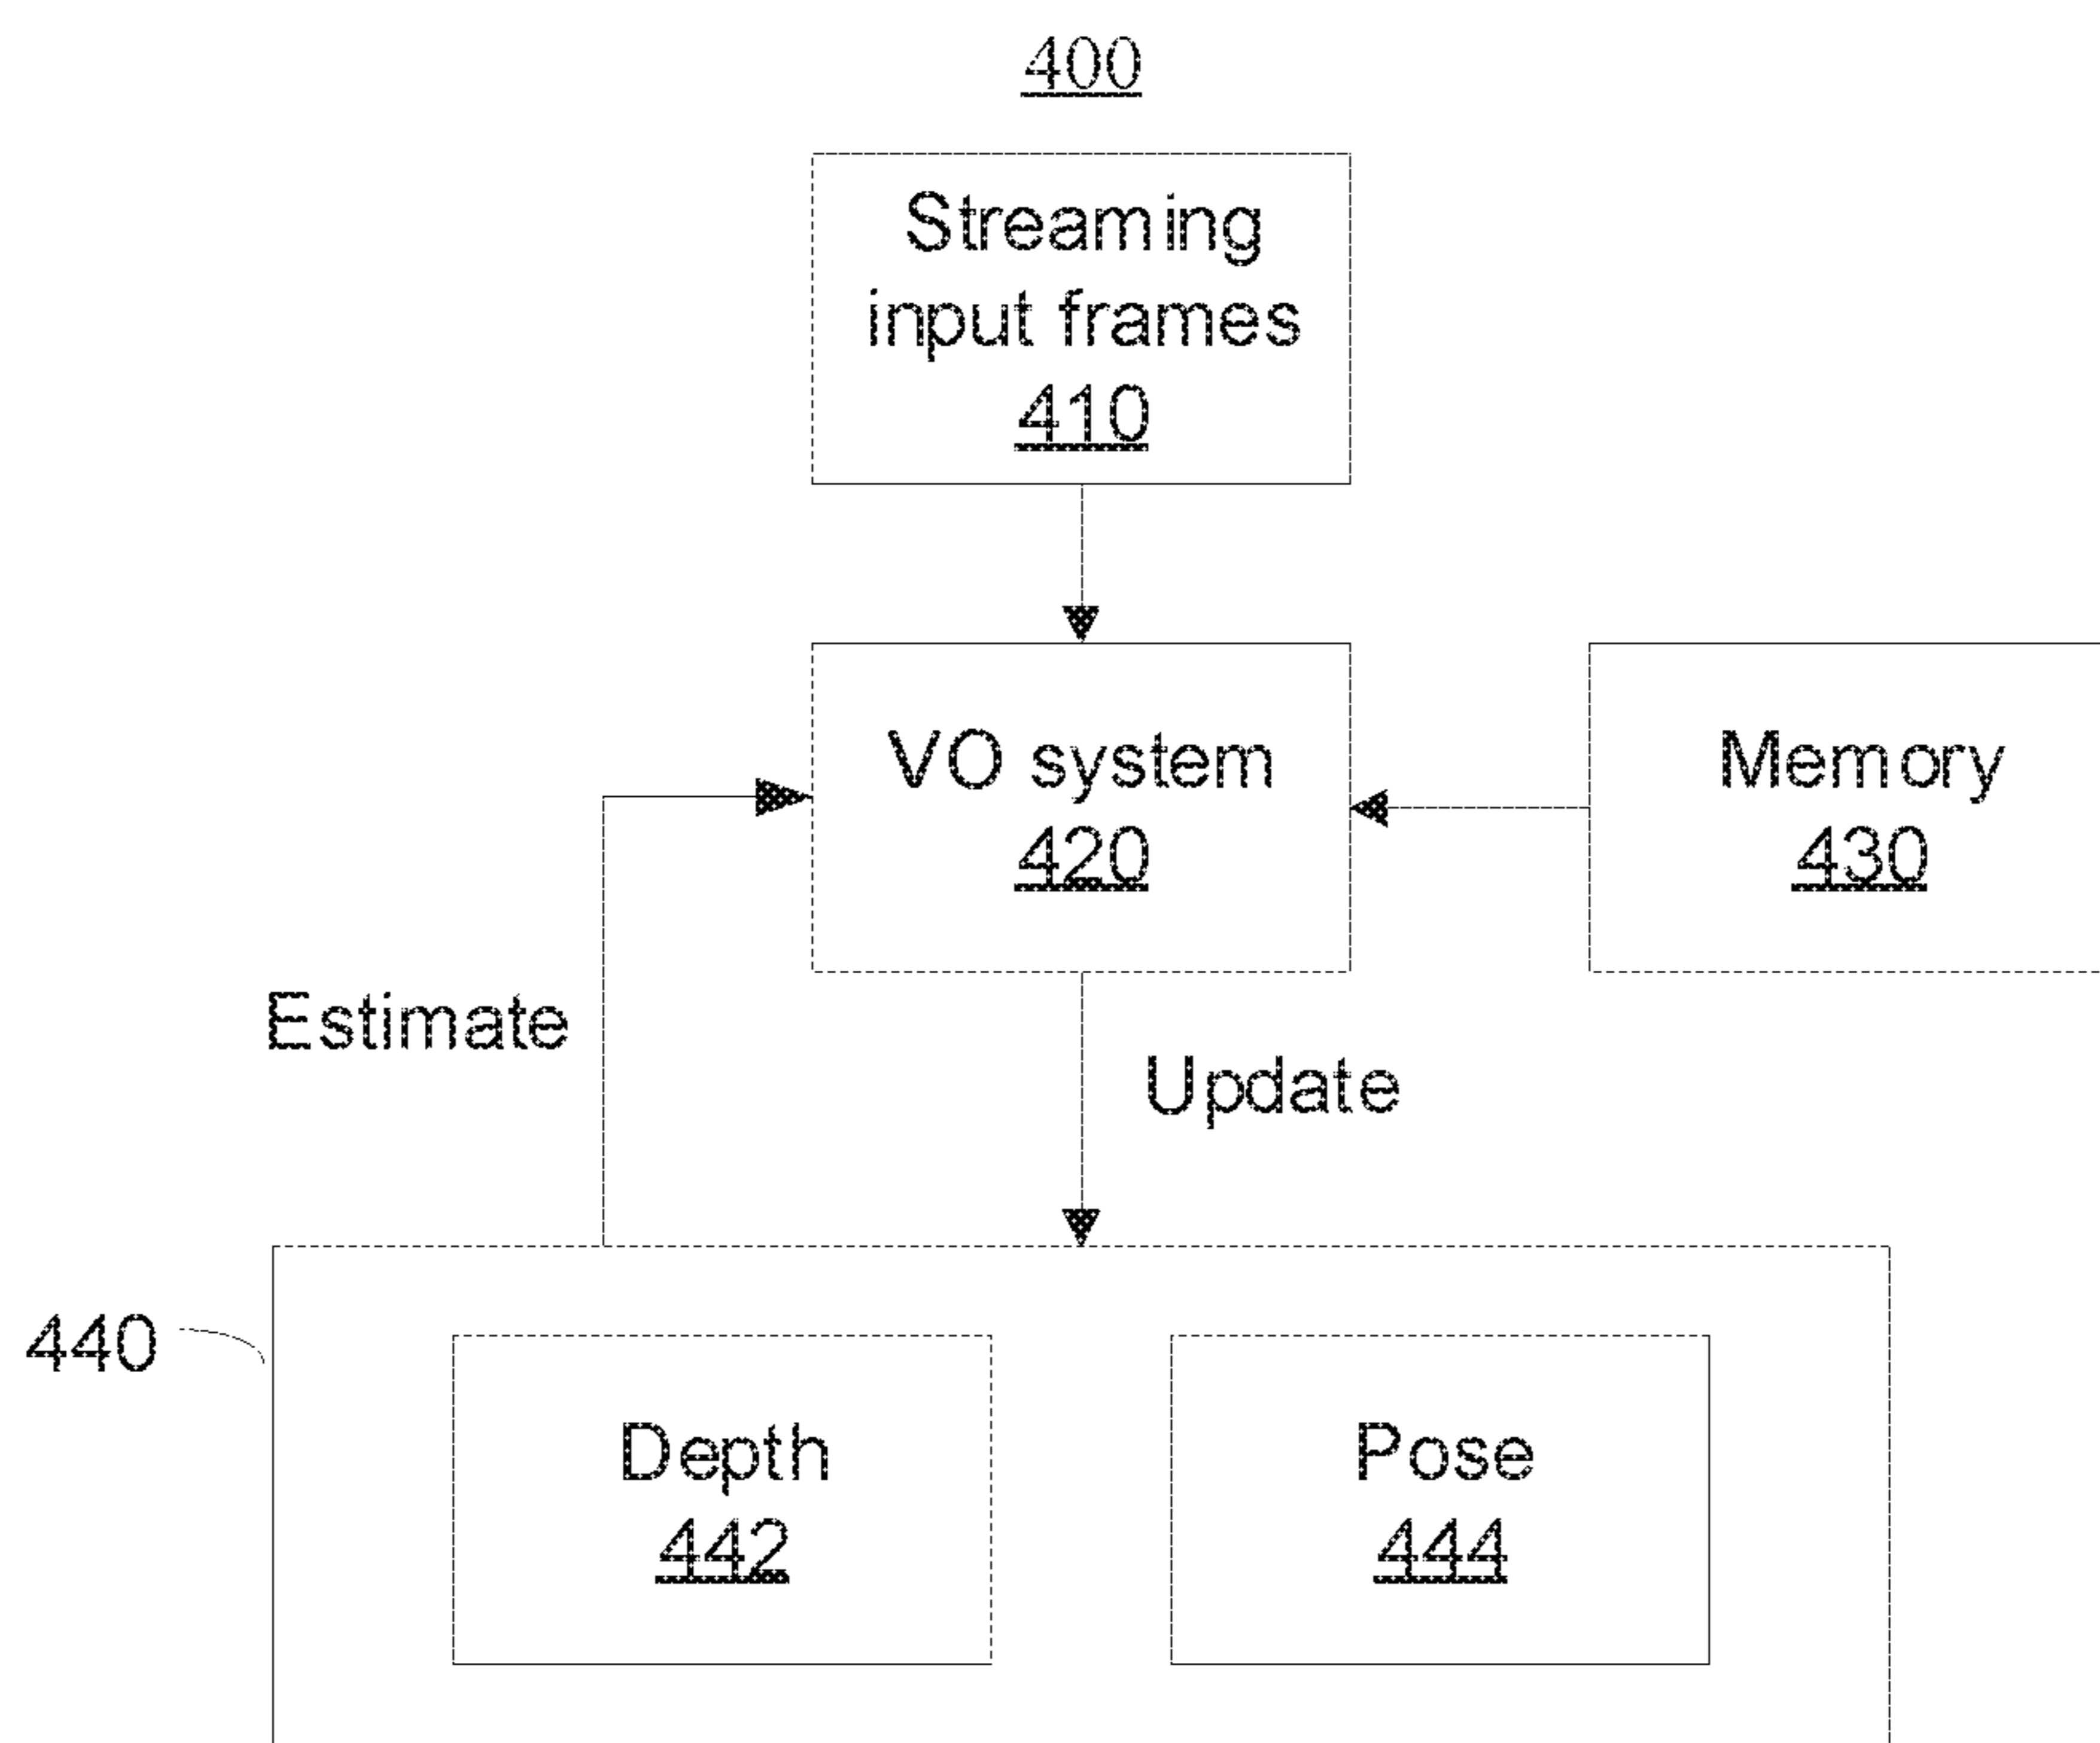 400
Streaming
input frames
410
VO system
420
Memory
430
Estimate
Update
440
Depth
442
Pose
444